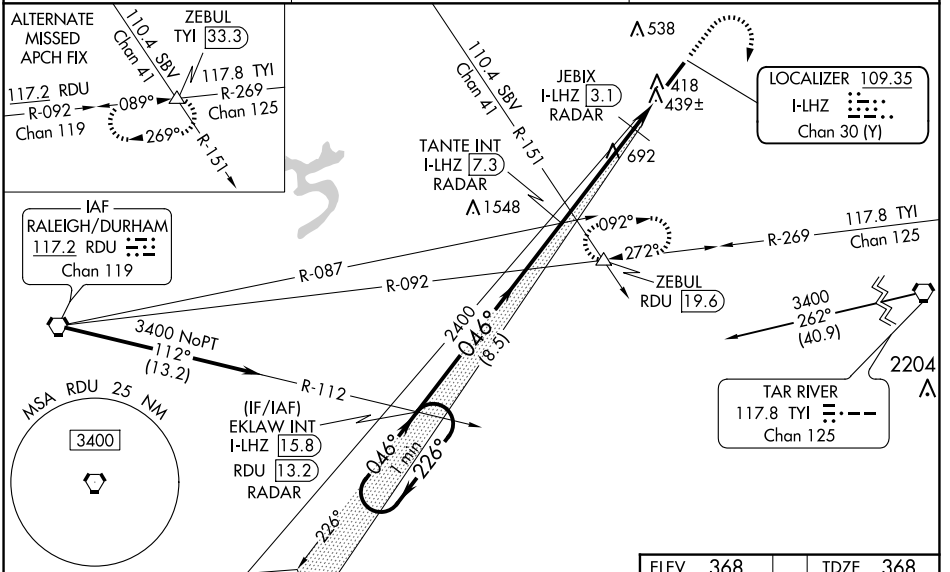 ALTERNATE
MISSED
APCH FIX
110.4 SBV
Chan 41
ZEBUL
TYI 33.3
117.2 RDU
R-092
Chan 119
089°
269°
117.8 TYI
R-269
Chan 125
R-151
110.4 SBV
Chan 41
R-151
538
JEBIX
I-LHZ 3.1
RADAR
418
439±
692
LOCALIZER 109.35
I-LHZ
Chan 30 (Y)
TANTE INT
I-LHZ 7.3
RADAR
1548
IAF
RALEIGH/DURHAM
117.2 RDU
Chan 119
R-087
R-092
092°
272°
R-269
117.8 TYI
Chan 125
ZEBUL
RDU 19.6
3400 NoPT
112°
(13.2)
R-112
2400
046°
(8.5)
3400
262°
(40.9)
2204
TAR RIVER
117.8 TYI
Chan 125
MSA RDU 25 NM
3400
(IF/IAF)
EKLAW INT
I-LHZ 15.8
RDU 13.2
RADAR
046°
1 min
226°
226°
ELEV 368
TDZE 368